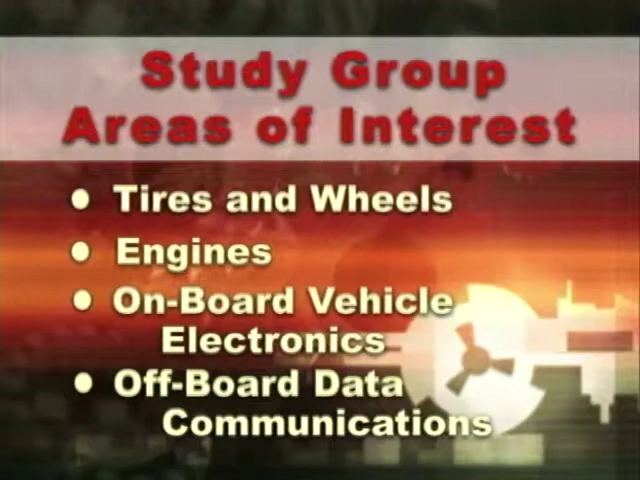 Study Group
Areas of Interest
• Tires and Wheels
• Engines
• On-Board Vehicle
Electronics
• Off-Board Data
Communications